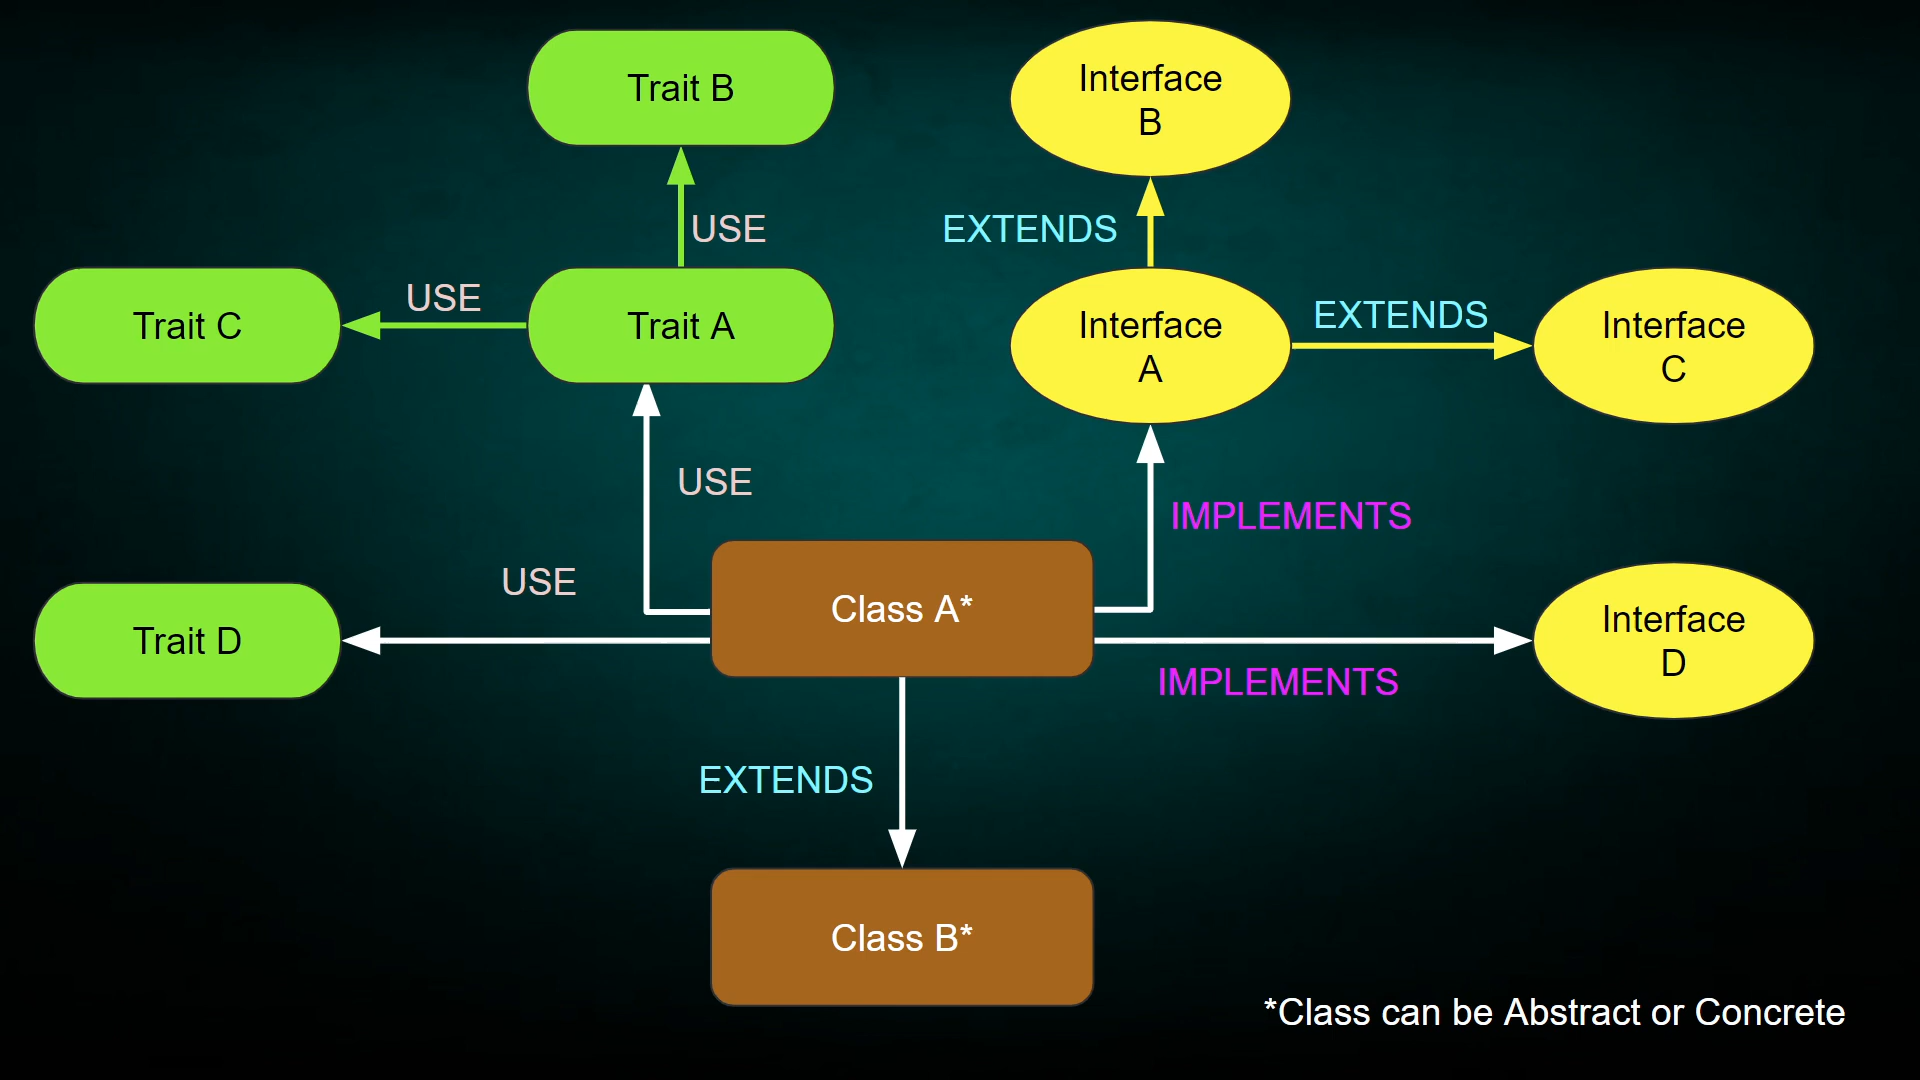 Trait B
Interface
B
USE
EXTENDS
Trait C
USE
Trait A
Interface
A
EXTENDS
Interface
C
USE
IMPLEMENTS
USE
Trait D
Class A*
Interface
D
IMPLEMENTS
EXTENDS
Class B*
*Class can be Abstract or Concrete